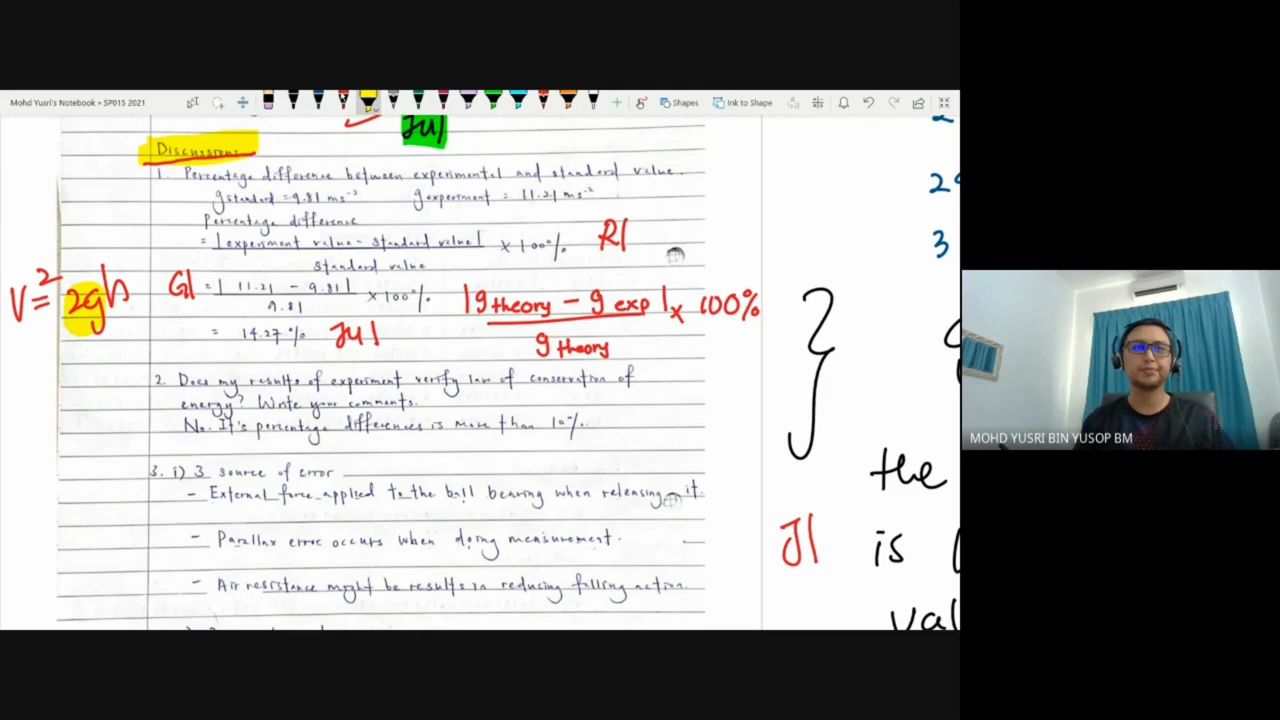 Mohd Yusri's Notebook » SP015 2021
Shapes
Ink to Shape
JU1
Discussions
1. Percentage difference between experimental and standard value.
g standard = 9.81 ms⁻² g experiment = 11.21 ms⁻²
Percentage difference
= |experiment value - standard value| × 100%
standard value
R1
V² = 2gh
G1
= | 11.21 - 9.81 | × 100%
9.81
= 14.27 %
JU1
|g theory - g exp| x 100%
g theory
2. Does my results of experiment verify law of conservation of
energy? Write your comments.
No. It's percentage differences is more than 10%.
3. i) 3 source of error
- External force applied to the ball bearing when releasing it.
- Parallax error occurs when doing measurement.
- Air resistance might be results in reducing falling action.
3
the
J1
is
val
MOHD YUSRI BIN YUSOP BM